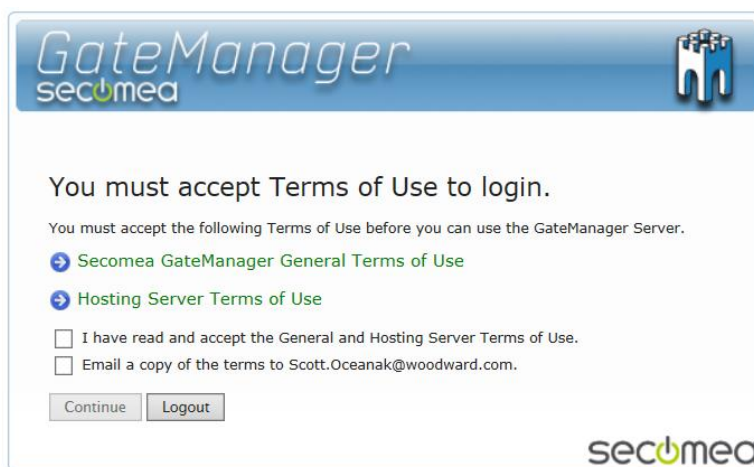 GateManager
secomea
You must accept Terms of Use to login.
You must accept the following Terms of Use before you can use the GateManager Server.
Secomea GateManager General Terms of Use
Hosting Server Terms of Use
I have read and accept the General and Hosting Server Terms of Use.
Email a copy of the terms to Scott.Oceanak@woodward.com.
Continue Logout
secomea